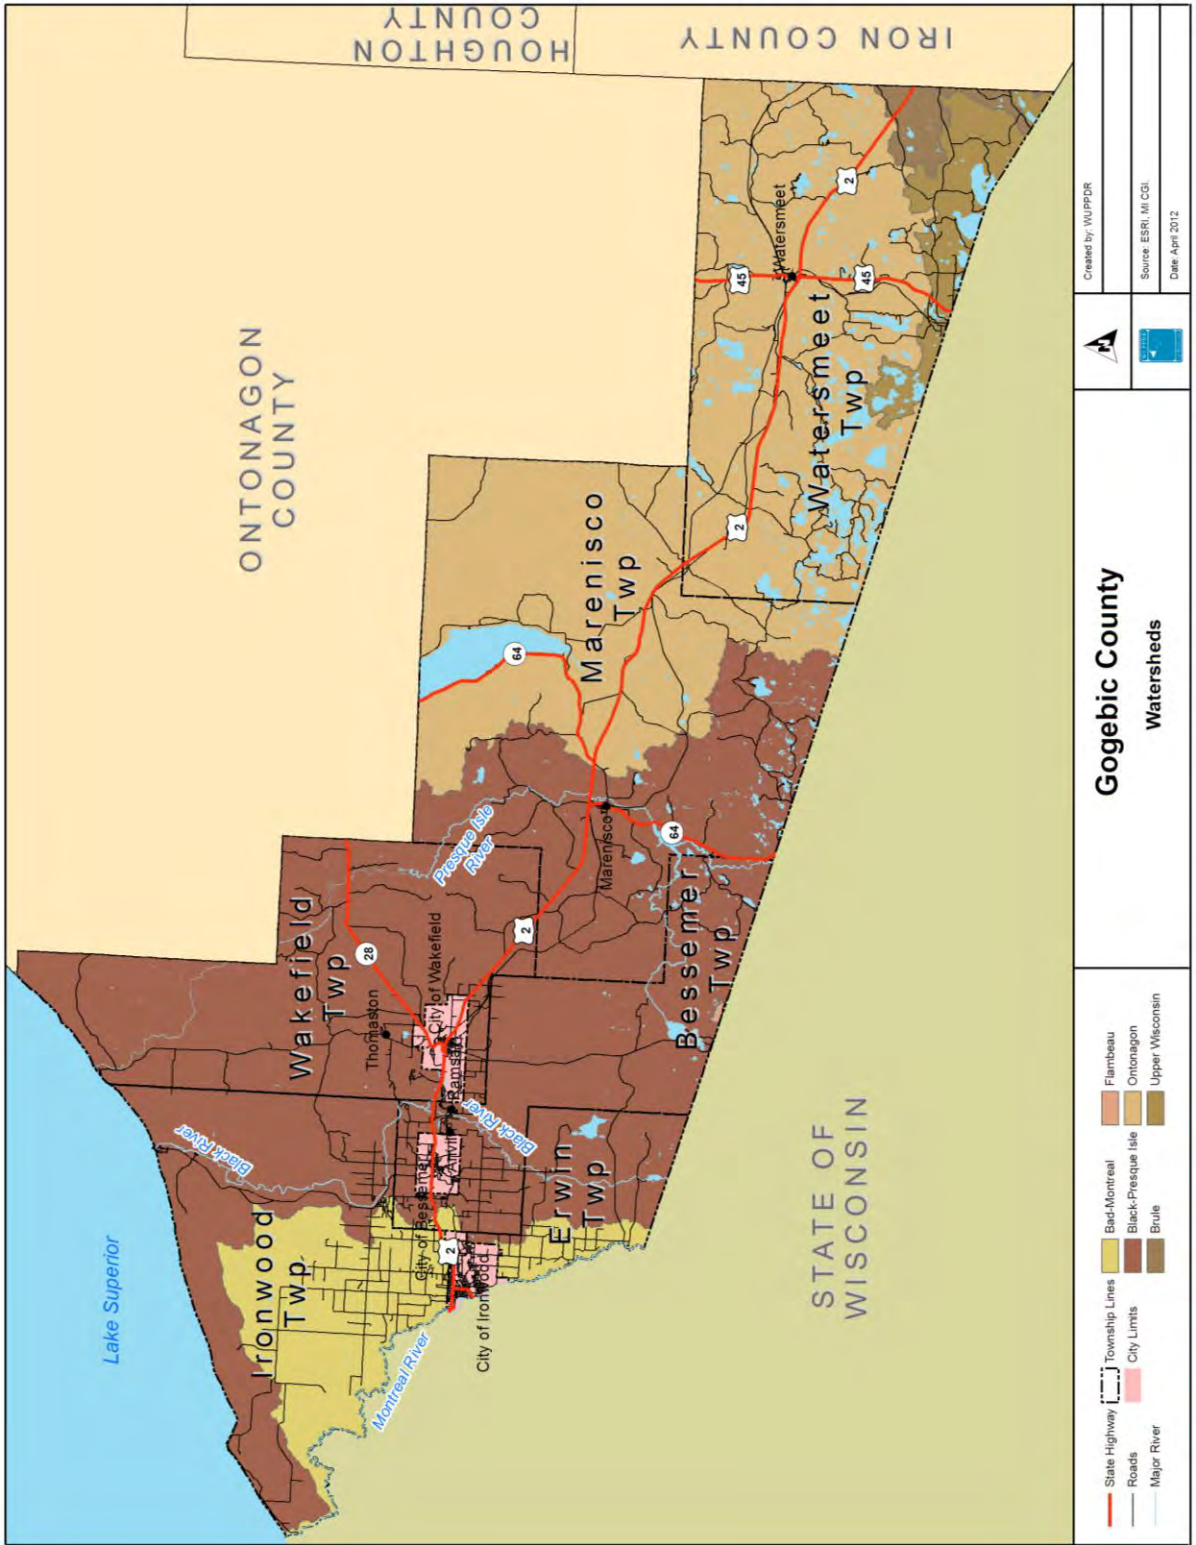 Lake Superior
HOUGHTON
COUNTY
IRON COUNTY
ONTONAGON
COUNTY
STATE OF
WISCONSIN
Ironwood
Twp
Black River
Wakefield
Twp
28
Thomaston
Presque Isle
River
City of Wakefield
Ramsay
City of Bessemer
Anvil
Black River
2
City of Ironwood
Montreal River
Erwin
Twp
2
Bessemer
Twp
Marenisco
64
64
Marenisco
Twp
2
Watersmeet
Twp
45
Watersmeet
2
45
State Highway
Roads
Major River
Township Lines
City Limits
Bad-Montreal
Black-Presque Isle
Brule
Flambeau
Ontonagon
Upper Wisconsin
Gogebic County
Watersheds
N
Created by: WUPPDR
Source: ESRI, MI CGI.
Date: April 2012